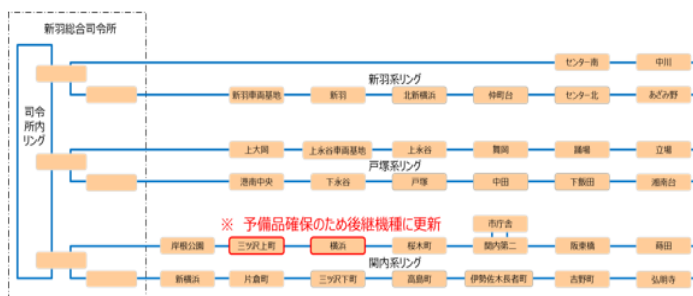 新羽総合司令所
司令所内リング
センター南
中川
新羽系リング
新羽車両基地
新羽
北新横浜
仲町台
センター北
あざみ野
上大岡
上永谷車両基地
上永谷
舞岡
踊場
立場
戸塚系リング
港南中央
下永谷
戸塚
中田
下飯田
湘南台
※ 予備品確保のため後継機種に更新
市庁舎
岸根公園
三ツ沢上町
横浜
桜木町
関内第二
阪東橋
蒔田
関内系リング
新横浜
片倉町
三ツ沢下町
高島町
伊勢佐木長者町
吉野町
弘明寺